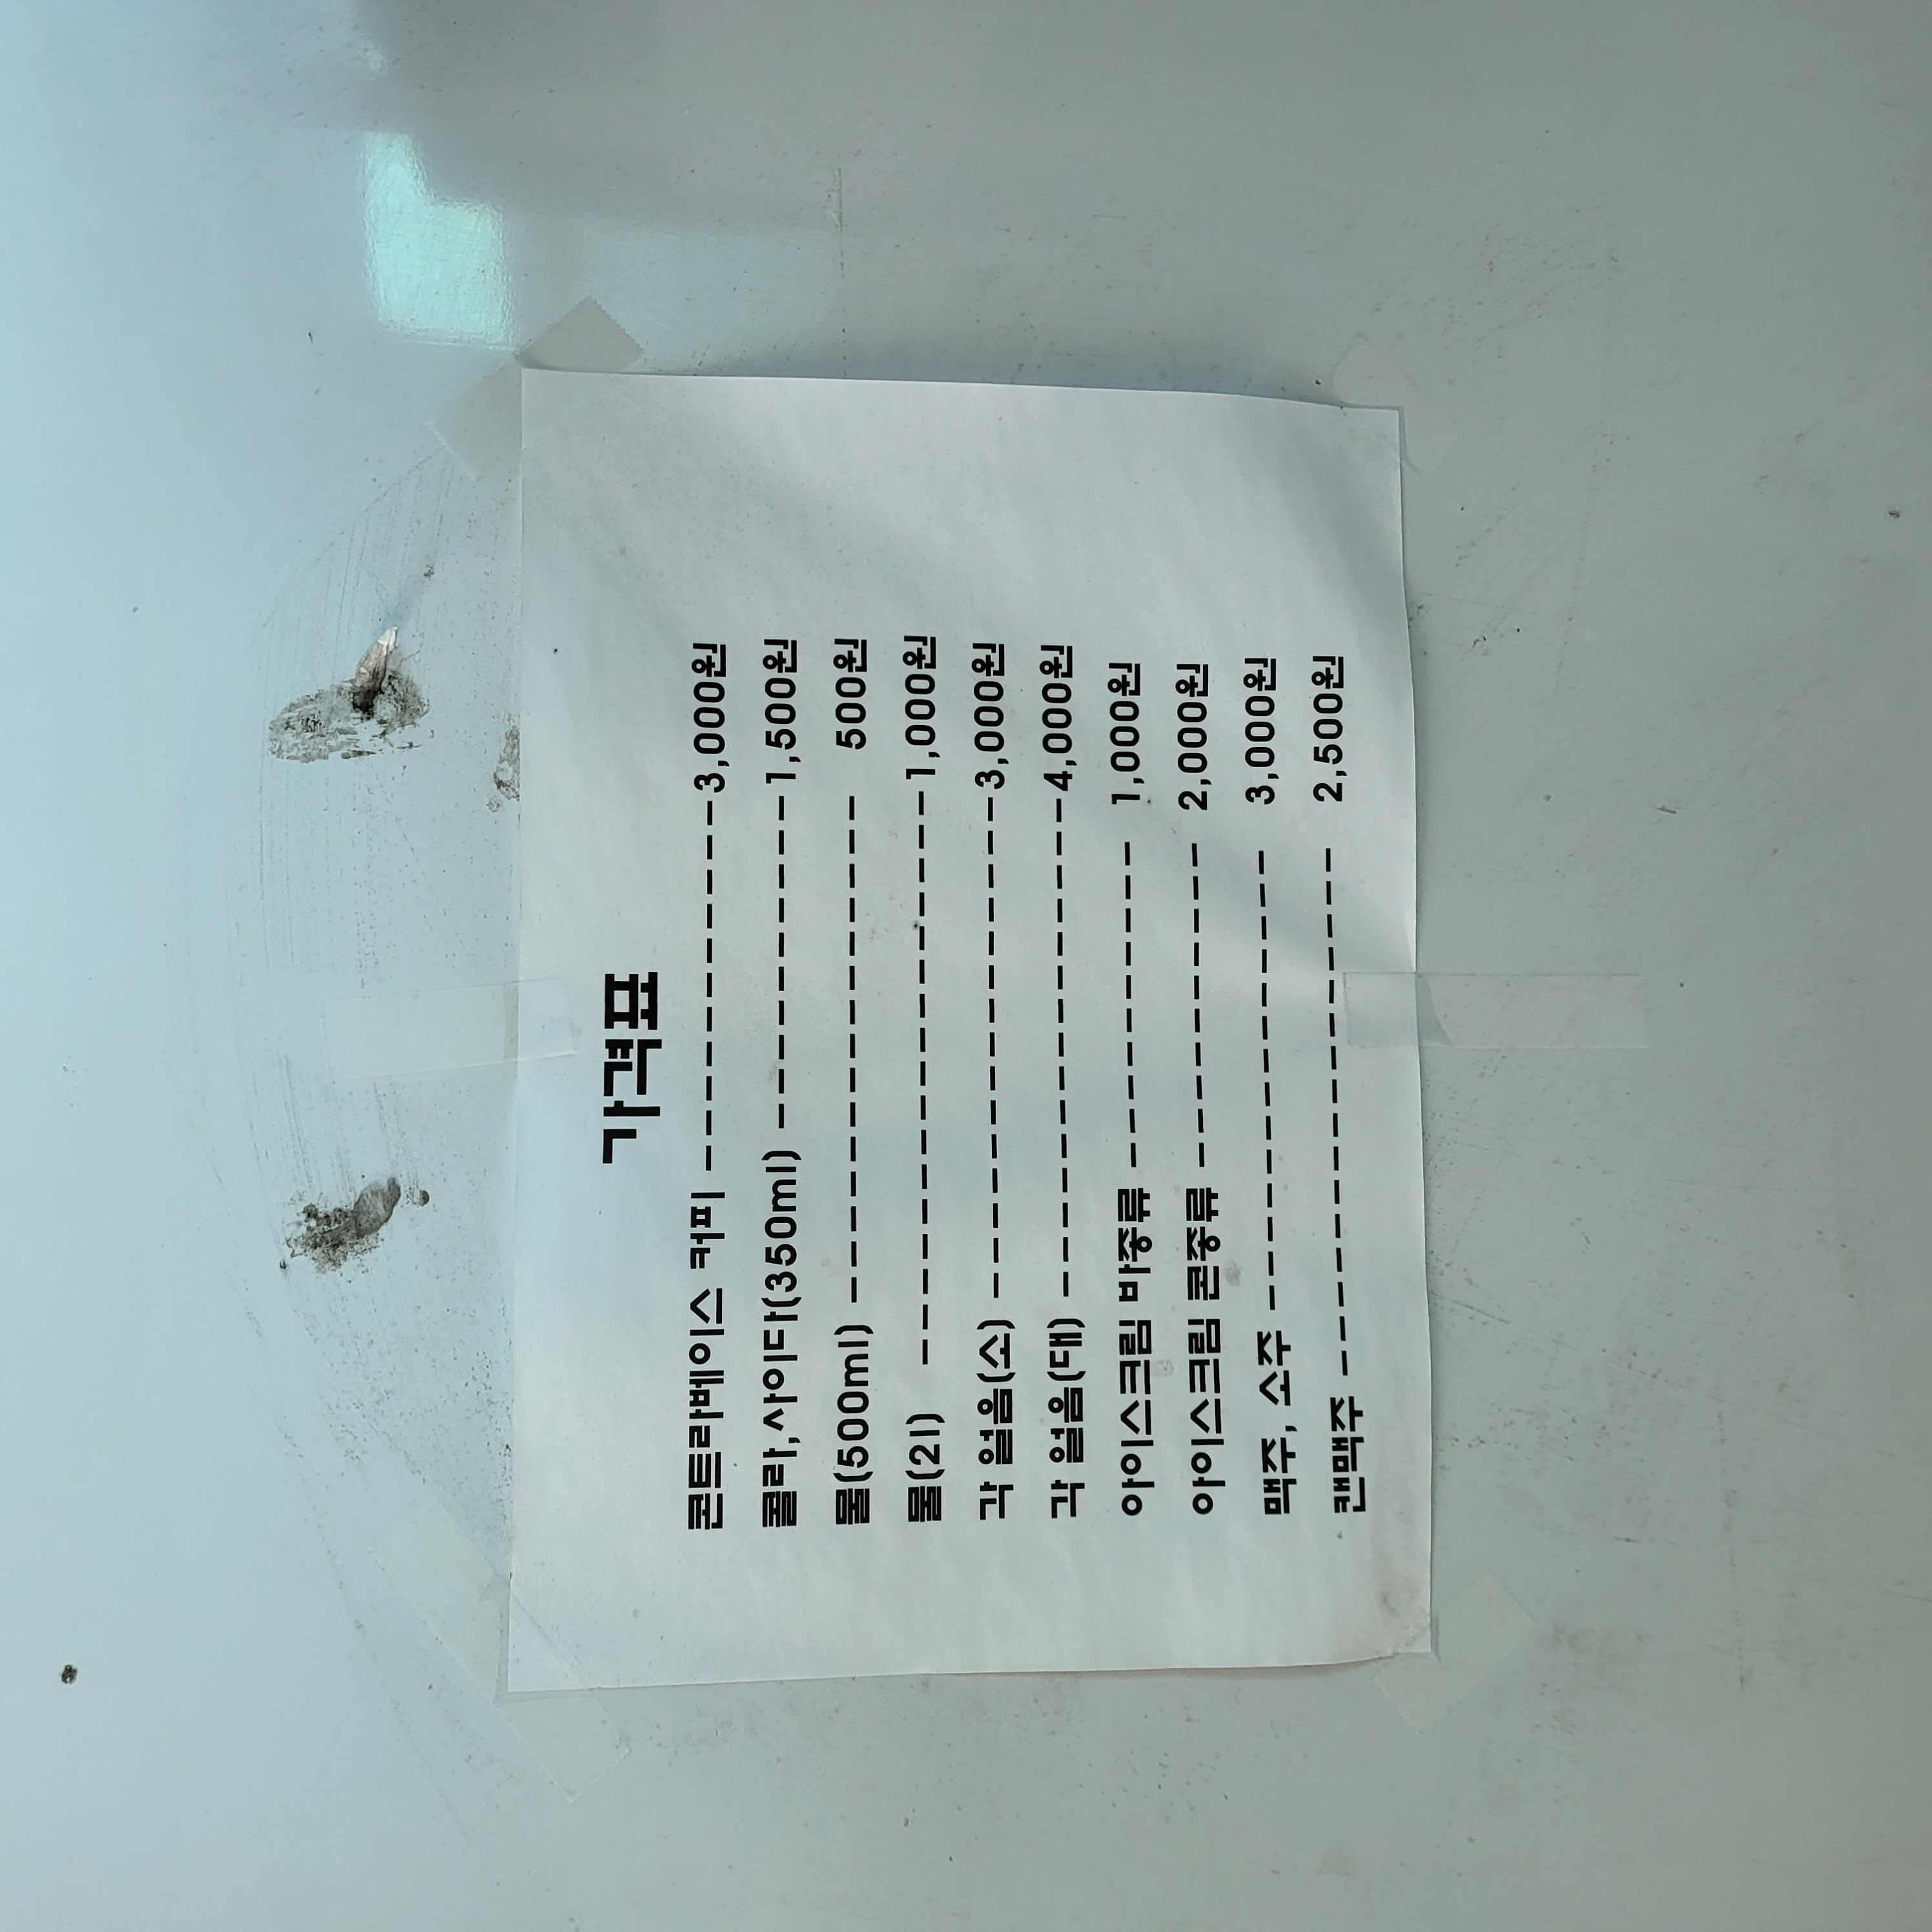 가격표
콘트라베이스 커피 --------------3,000원
콜라,사이다(350ml) -------------1,500원
물(500ml) -------------------- 500원
물(2l) ----------------------1,000원
각 얼음(소) --------------------3,000원
각 얼음(대) --------------------4,000원
아이스크림 바종류 ------------- 1,000원
아이스크림 콘종류 ------------- 2,000원
맥주, 소주 ----------------- 3,000원
캔맥주 -------------------- 2,500원